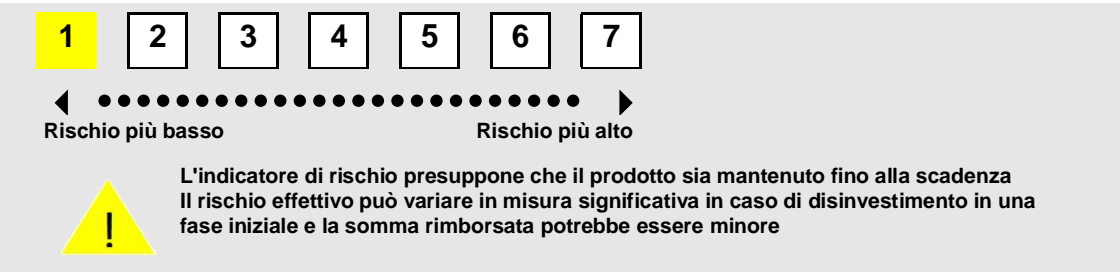 1 2 3 4 5 6 7
Rischio più basso Rischio più alto
L'indicatore di rischio presuppone che il prodotto sia mantenuto fino alla scadenza
Il rischio effettivo può variare in misura significativa in caso di disinvestimento in una
fase iniziale e la somma rimborsata potrebbe essere minore
!